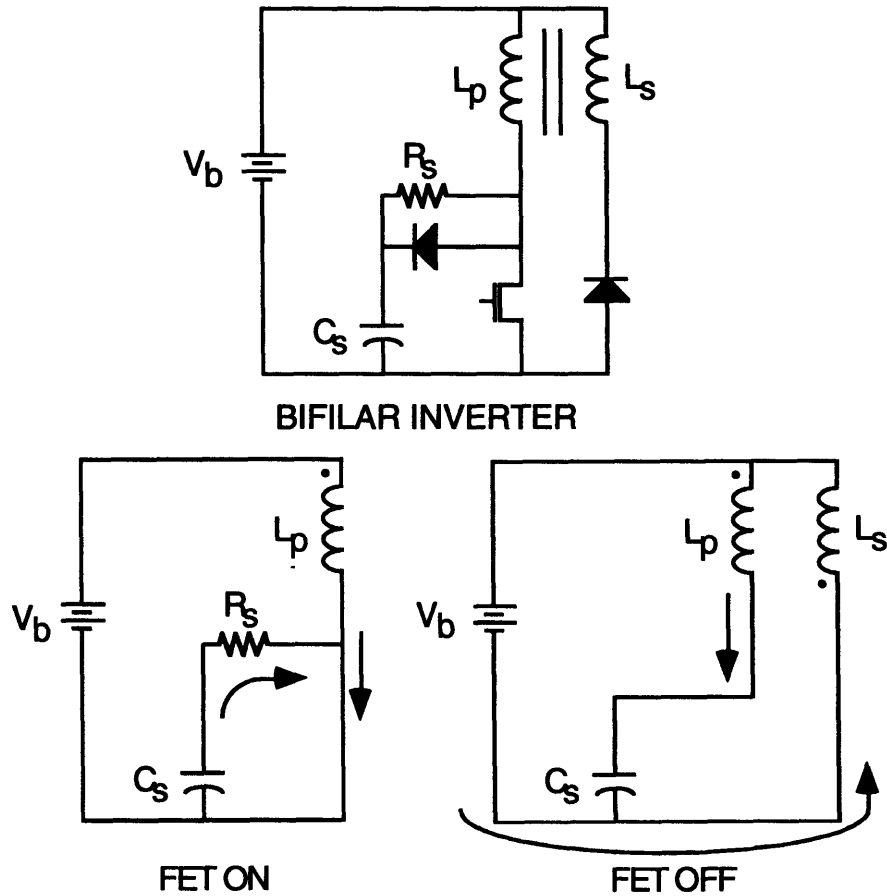 Lp
Ls
Vb
Rs
Cs
BIFILAR INVERTER
Lp
Vb
Rs
Cs
FET ON
Lp
Ls
Vb
Cs
FET OFF